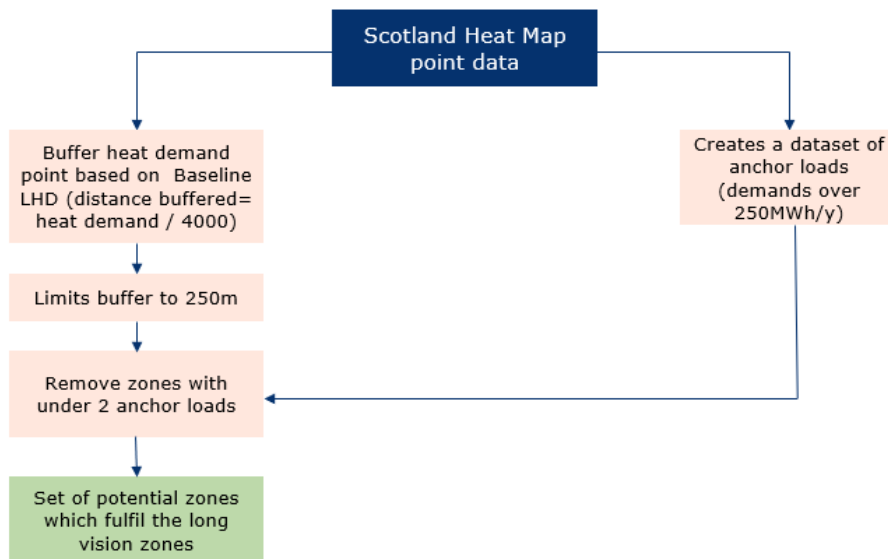 Scotland Heat Map
point data
Buffer heat demand
point based on  Baseline
LHD (distance buffered=
heat demand / 4000)
Creates a dataset of
anchor loads
(demands over
250MWh/y)
Limits buffer to 250m
Remove zones with
under 2 anchor loads
Set of potential zones
which fulfil the long
vision zones